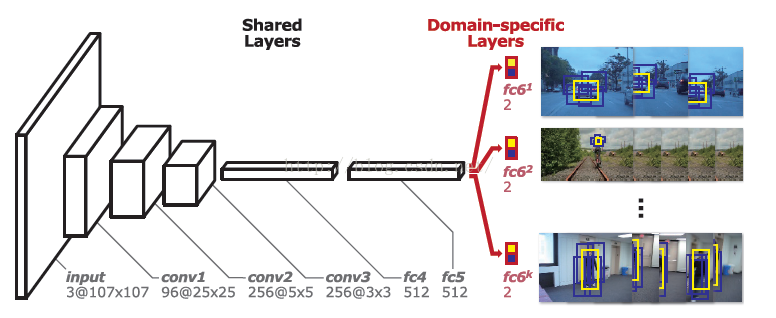 Shared
Layers
Domain-specific
Layers
fc6¹
2
fc6²
2
fc6ᵏ
2
input
3@107x107
conv1
96@25x25
conv2
256@5x5
conv3
256@3x3
fc4
512
fc5
512